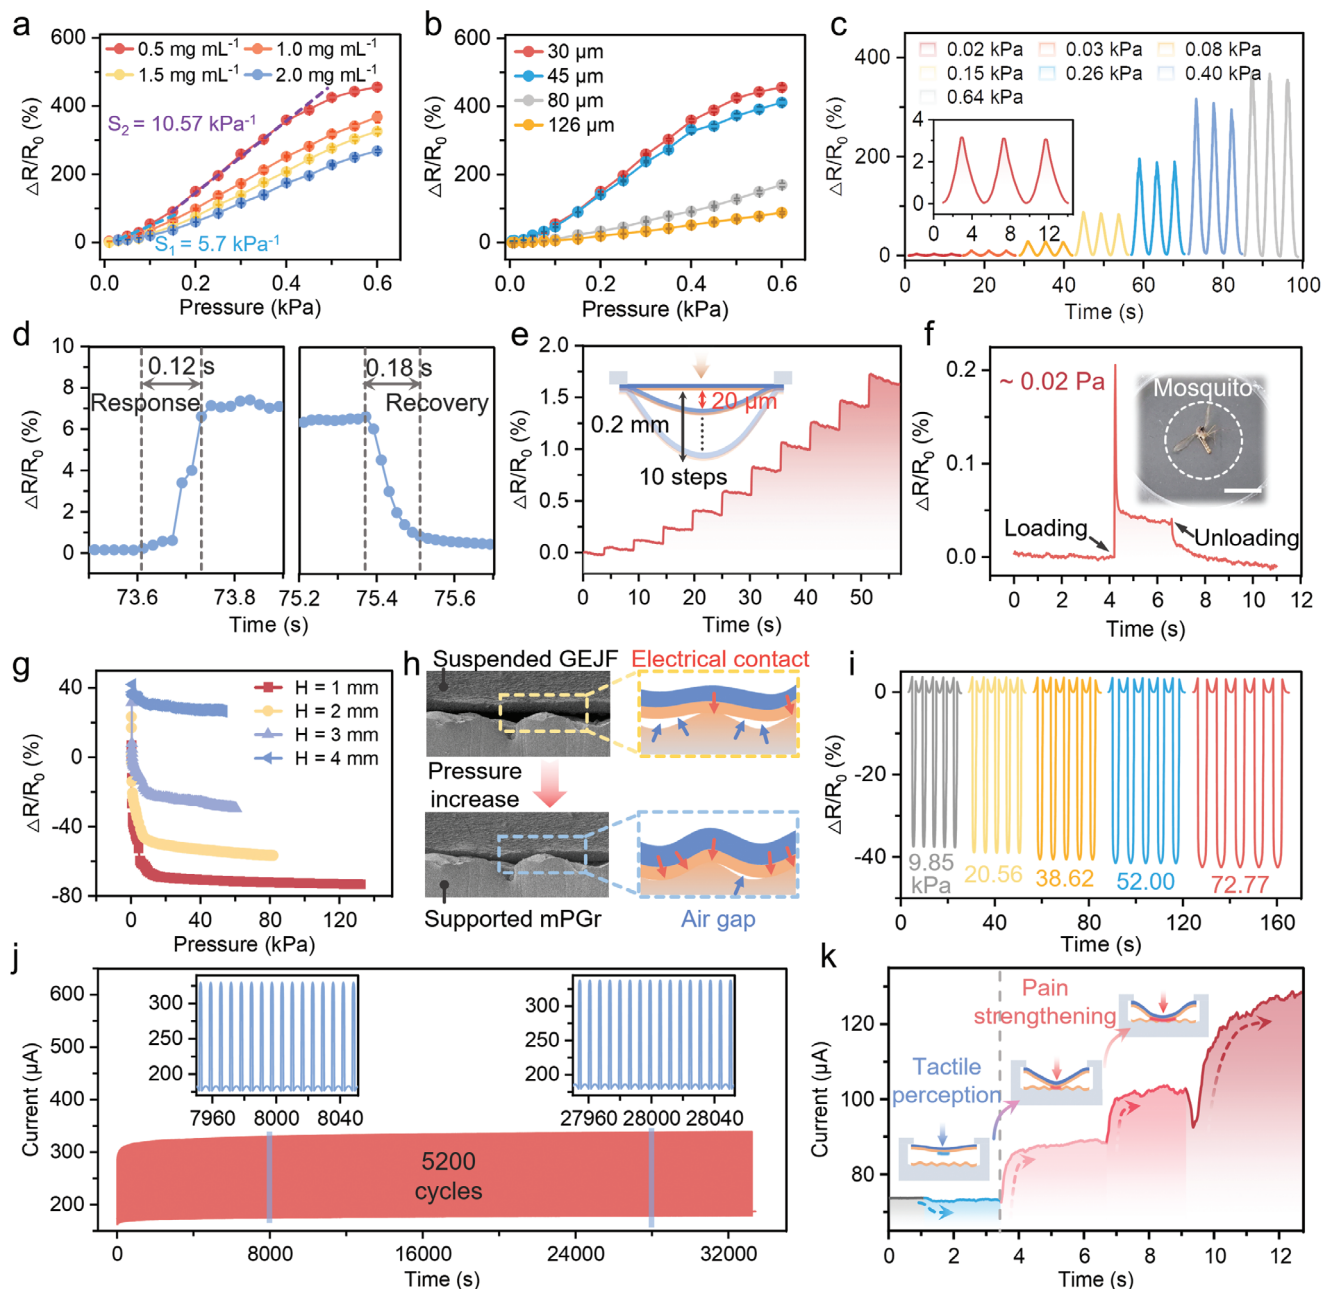 a
600
400
200
0
0.0 0.2 0.4 0.6
△R/R₀ (%)
Pressure (kPa)
0.5 mg mL⁻¹ 1.0 mg mL⁻¹
1.5 mg mL⁻¹ 2.0 mg mL⁻¹
S₂ = 10.57 kPa⁻¹
S₁ = 5.7 kPa⁻¹
b
600
400
200
0
0.0 0.2 0.4 0.6
△R/R₀ (%)
Pressure (kPa)
30 µm
45 µm
80 µm
126 µm
c
400
200
0
0 20 40 60 80 100
△R/R₀ (%)
Time (s)
0.02 kPa 0.03 kPa 0.08 kPa
0.15 kPa 0.26 kPa 0.40 kPa
0.64 kPa
4
2
0
0 4 8 12
d
10
8
6
4
2
0
73.6 73.8 75.2 75.4 75.6
△R/R₀ (%)
Time (s)
0.12 s
Response
0.18 s
Recovery
e
2.0
1.5
1.0
0.5
0.0
0 10 20 30 40 50
△R/R₀ (%)
Time (s)
20 µm
0.2 mm
10 steps
f
0.2
0.1
0.0
0 2 4 6 8 10 12
△R/R₀ (%)
Time (s)
~ 0.02 Pa
Mosquito
Loading
Unloading
g
40
0
-40
-80
0 40 80 120
△R/R₀ (%)
Pressure (kPa)
H = 1 mm
H = 2 mm
H = 3 mm
H = 4 mm
h
Suspended GEJF
Electrical contact
Pressure
increase
Supported mPGr
Air gap
i
0
-20
-40
0 40 80 120 160
△R/R₀ (%)
Time (s)
9.85
kPa
20.56
38.62
52.00
72.77
j
600
500
400
300
200
0 8000 16000 24000 32000
Current (µA)
Time (s)
300
250
200
7960 8000 8040
300
250
200
27960 28000 28040
5200
cycles
k
120
100
80
0 2 4 6 8 10 12
Current (µA)
Time (s)
Tactile
perception
Pain
strengthening